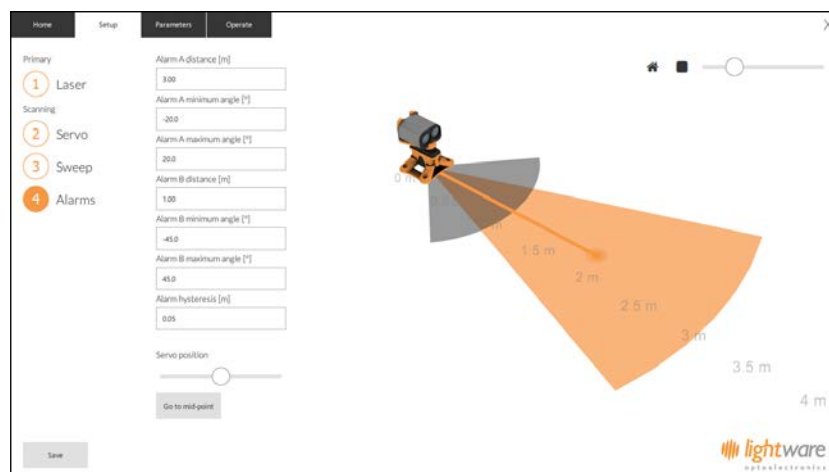 Home
Setup
Parameters
Operate
Primary
1 Laser
Scanning
2 Servo
3 Sweep
4 Alarms
Save
Alarm A distance [m]
3.00
Alarm A minimum angle [°]
-20.0
Alarm A maximum angle [°]
20.0
Alarm B distance [m]
1.00
Alarm B minimum angle [°]
-45.0
Alarm B maximum angle [°]
45.0
Alarm hysteresis [m]
0.05
Servo position
Go to mid-point
0 m
1.5 m
2 m
2.5 m
3 m
3.5 m
4 m
lightware
optoelectronics